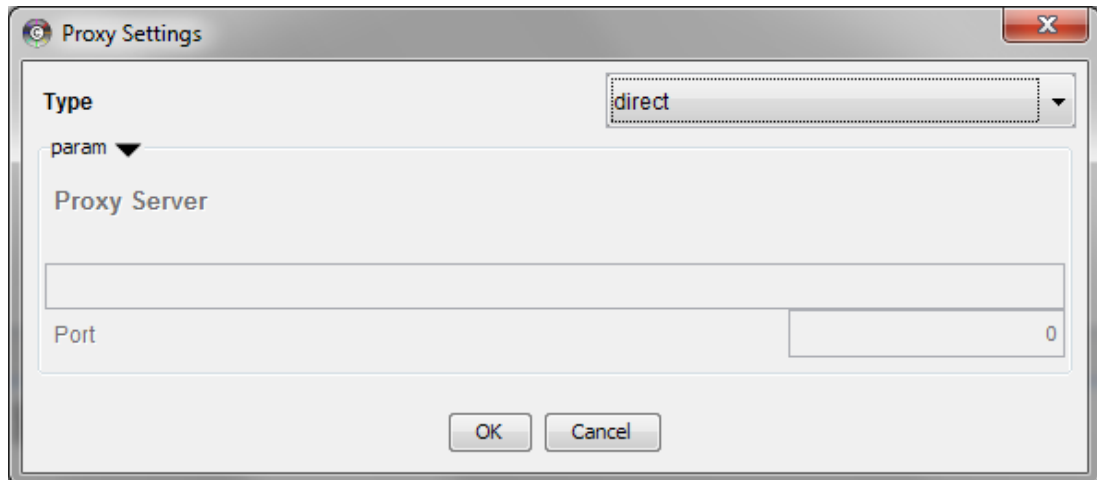 Proxy Settings
Type
direct
param
Proxy Server
Port
0
OK
Cancel